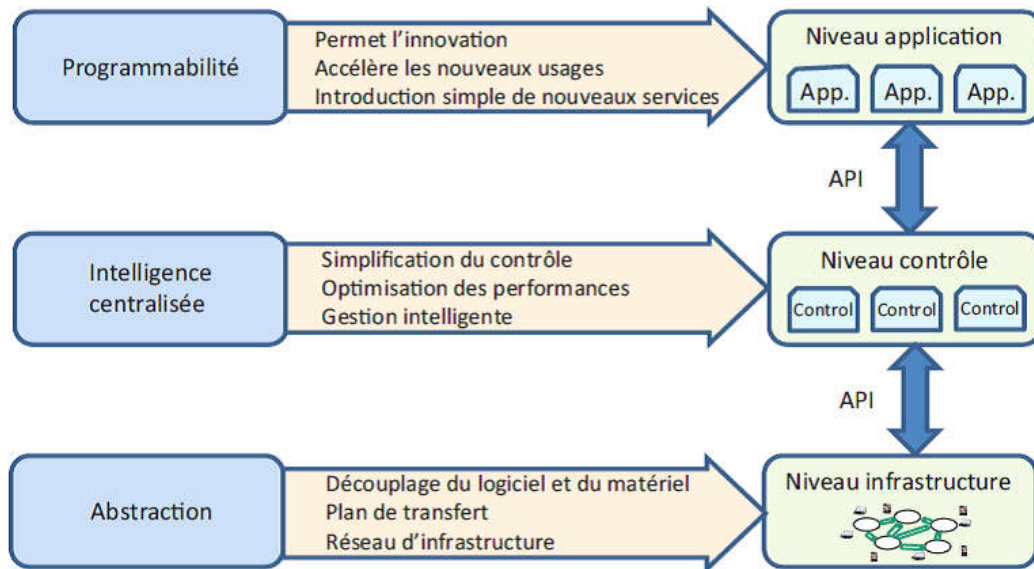 Programmabilité
Permet l'innovation
Accélère les nouveaux usages
Introduction simple de nouveaux services
Niveau application
App. App. App.
API
Intelligence
centralisée
Simplification du contrôle
Optimisation des performances
Gestion intelligente
Niveau contrôle
Control Control Control
API
Abstraction
Découplage du logiciel et du matériel
Plan de transfert
Réseau d'infrastructure
Niveau infrastructure